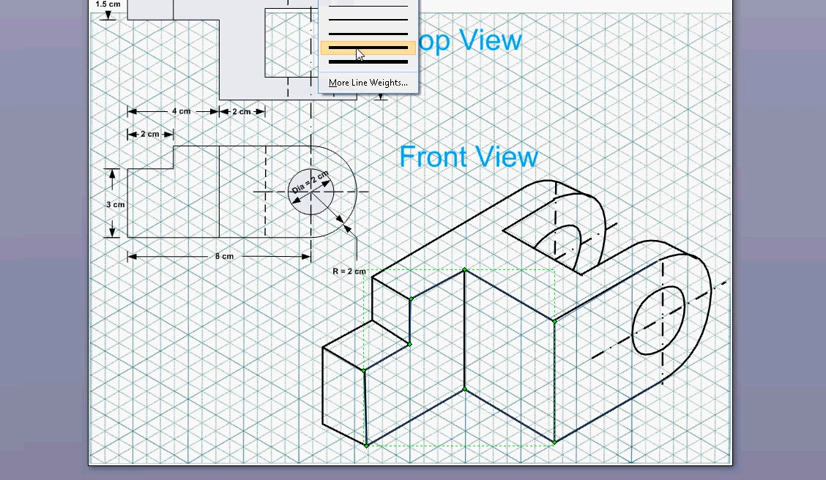 1.5 cm
op View
More Line Weights...
4 cm
2 cm
2 cm
Front View
Dia = 2 cm
3 cm
8 cm
R = 2 cm